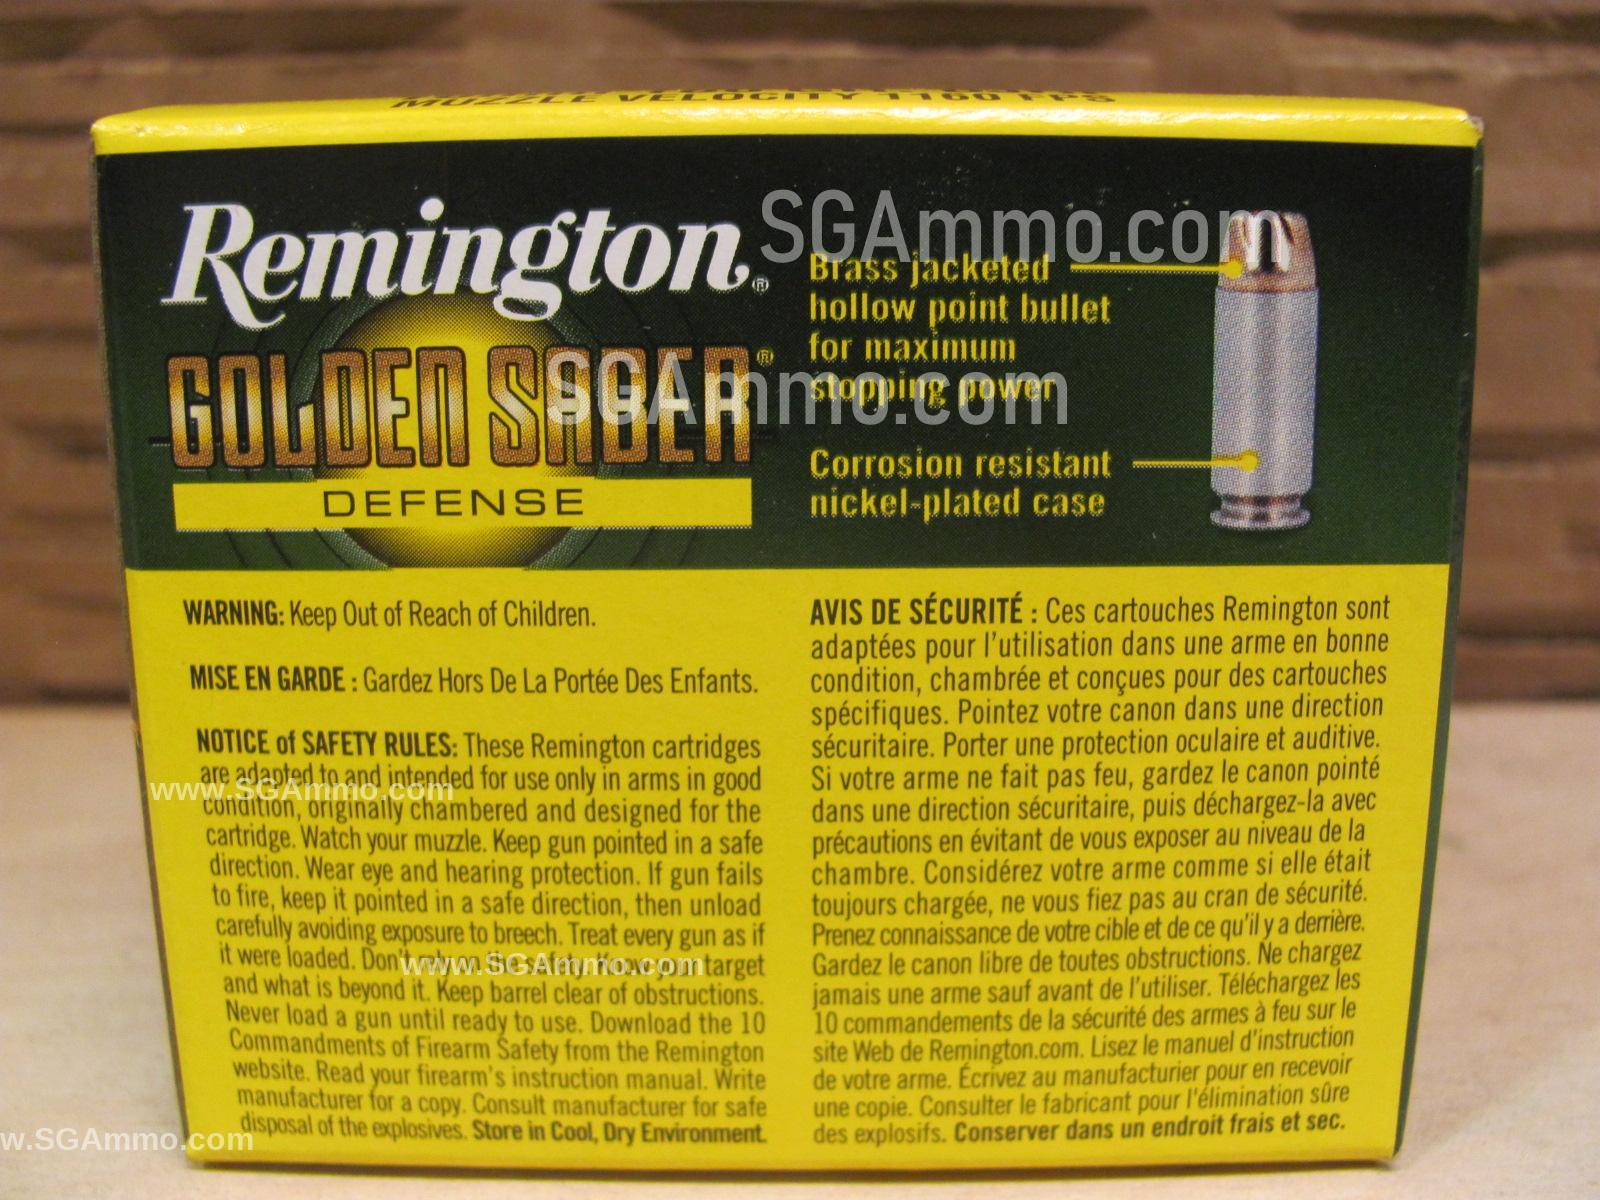 MUZZLE VELOCITY 1160 FPS
Remington®
SGAmmo.com
GOLDEN SABER®
SGAmmo.com
DEFENSE
Brass jacketed
hollow point bullet
for maximum
stopping power
Corrosion resistant
nickel-plated case
WARNING: Keep Out of Reach of Children.
MISE EN GARDE : Gardez Hors De La Portée Des Enfants.
NOTICE of SAFETY RULES: These Remington cartridges
are adapted to and intended for use only in arms in good
www.SGAmmo.com
condition, originally chambered and designed for the
cartridge. Watch your muzzle. Keep gun pointed in a safe
direction. Wear eye and hearing protection. If gun fails
to fire, keep it pointed in a safe direction, then unload
carefully avoiding exposure to breech. Treat every gun as if
it were loaded. Don't rely on the safety. Know your target
www.SGAmmo.com
and what is beyond it. Keep barrel clear of obstructions.
Never load a gun until ready to use. Download the 10
Commandments of Firearm Safety from the Remington
website. Read your firearm's instruction manual. Write
manufacturer for a copy. Consult manufacturer for safe
disposal of the explosives. Store in Cool, Dry Environment.
w.SGAmmo.com
AVIS DE SÉCURITÉ : Ces cartouches Remington sont
adaptées pour l'utilisation dans une arme en bonne
condition, chambrée et conçues pour des cartouches
spécifiques. Pointez votre canon dans une direction
sécuritaire. Porter une protection oculaire et auditive.
Si votre arme ne fait pas feu, gardez le canon pointé
dans une direction sécuritaire, puis déchargez-la avec
précautions en évitant de vous exposer au niveau de la
chambre. Considérez votre arme comme si elle était
toujours chargée, ne vous fiez pas au cran de sécurité.
Prenez connaissance de votre cible et de ce qu'il y a derrière.
Gardez le canon libre de toutes obstructions. Ne chargez
jamais une arme sauf avant de l'utiliser. Téléchargez les
10 commandements de la sécurité des armes à feu sur le
site Web de Remington.com. Lisez le manuel d'instruction
de votre arme. Écrivez au manufacturier pour en recevoir
une copie. Consulter le fabricant pour l'élimination sûre
des explosifs. Conserver dans un endroit frais et sec.